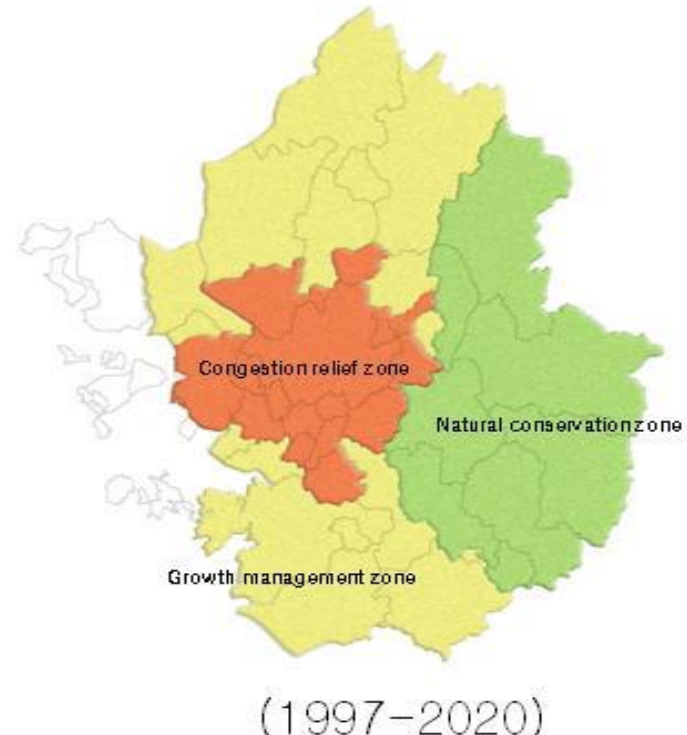 Congestion relief zone
Natural conservation zone
Growth management zone
(1997-2020)